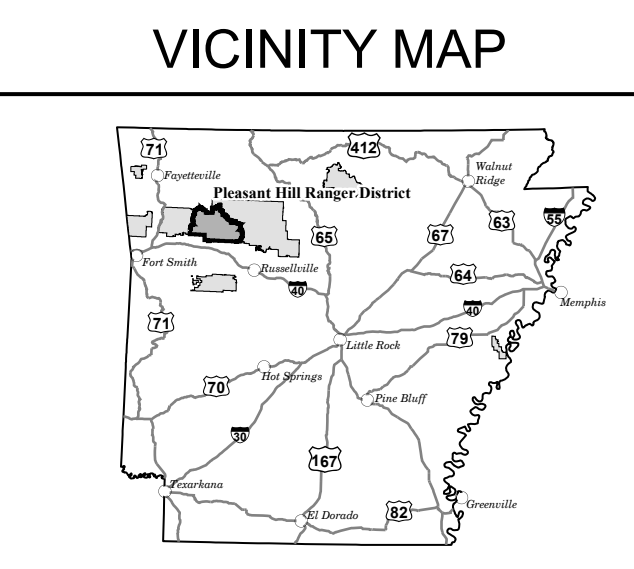 VICINITY MAP
71
412
Fayetteville
Walnut
Ridge
Pleasant Hill Ranger District
65
67
63
55
Fort Smith
Russellville
64
40
Memphis
71
40
79
Little Rock
Hot Springs
70
Pine Bluff
30
167
Texarkana
El Dorado
82
Greenville